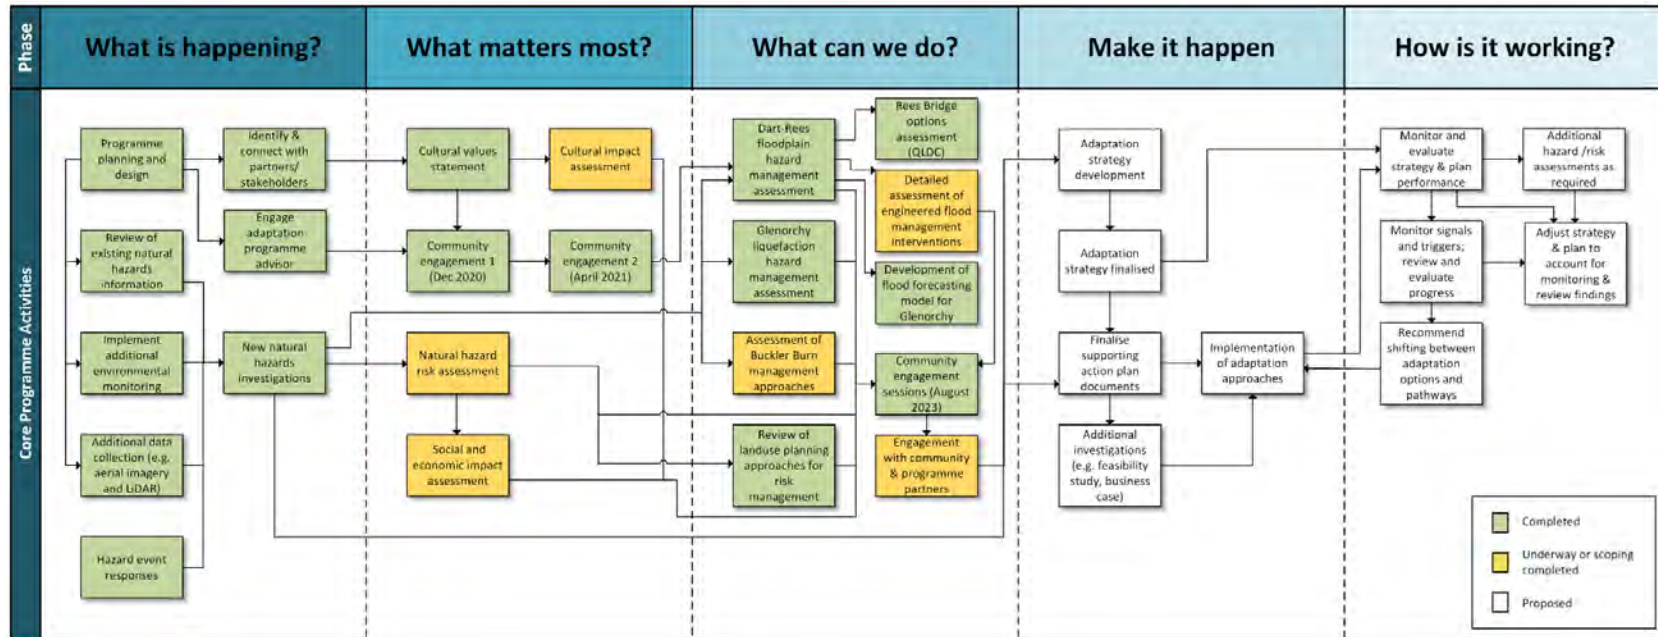 Phase
What is happening?
What matters most?
What can we do?
Make it happen
How is it working?
Core Programme Activities
Programme planning and
design
Review of
existing natural
hazards
information
Implement
additional
environmental
monitoring
Additional data
collection (e.g.
aerial imagery
and LiDAR)
Hazard event
responses
Identify &
connect with
partners/
stakeholders
Engage
adaptation
programme
advisor
New natural
hazards
investigations
Cultural values
statement
Cultural impact
assessment
Community
engagement 1
(Dec 2020)
Community
engagement 2
(April 2021)
Natural hazard
risk assessment
Social and
economic impact
assessment
Dart-Rees
floodplain
hazard
management
assessment
Glenorchy
liquefaction
hazard
management
assessment
Assessment of
Buckler Burn
management
approaches
Review of
landuse planning
approaches for
risk
management
Rees Bridge
options
assessment
(QLDC)
Detailed
assessment of
engineered flood
management
interventions
Development of
flood forecasting
model for
Glenorchy
Community
engagement
sessions (August
2023)
Engagement
with community
& programme
partners
Adaptation
strategy
development
Adaptation
strategy finalised
Finalise
supporting
action plan
documents
Additional
investigations
(e.g. feasibility
study, business
case)
Implementation
of adaptation
approaches
Monitor and
evaluate
strategy & plan
performance
Monitor signals
and triggers;
review and
evaluate
progress
Recommend
shifting between
adaptation
options and
pathways
Additional
hazard /risk
assessments as
required
Adjust strategy
& plan to
account for
monitoring &
review findings
Completed
Underway or scoping
completed
Proposed